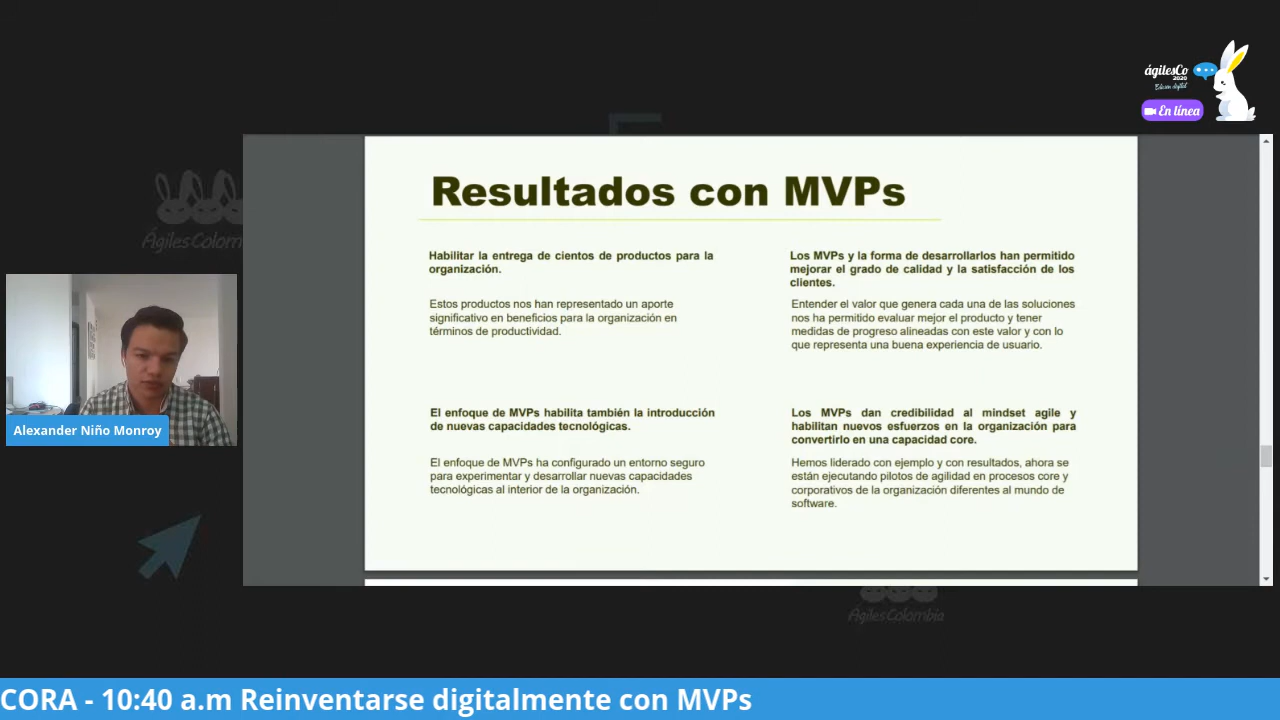 ágilesCo
2020
Edición digital
En línea
Resultados con MVPs
Habilitar la entrega de cientos de productos para la
organización.
Estos productos nos han representado un aporte
significativo en beneficios para la organización en
términos de productividad.
Los MVPs y la forma de desarrollarlos han permitido
mejorar el grado de calidad y la satisfacción de los
clientes.
Entender el valor que genera cada una de las soluciones
nos ha permitido evaluar mejor el producto y tener
medidas de progreso alineadas con este valor y con lo
que representa una buena experiencia de usuario.
El enfoque de MVPs habilita también la introducción
de nuevas capacidades tecnológicas.
El enfoque de MVPs ha configurado un entorno seguro
para experimentar y desarrollar nuevas capacidades
tecnológicas al interior de la organización.
Los MVPs dan credibilidad al mindset agile y
habilitan nuevos esfuerzos en la organización para
convertirlo en una capacidad core.
Hemos liderado con ejemplo y con resultados, ahora se
están ejecutando pilotos de agilidad en procesos core y
corporativos de la organización diferentes al mundo de
software.
ÁgilesColom
Alexander Niño Monroy
ÁgilesColombia
CORA - 10:40 a.m Reinventarse digitalmente con MVPs